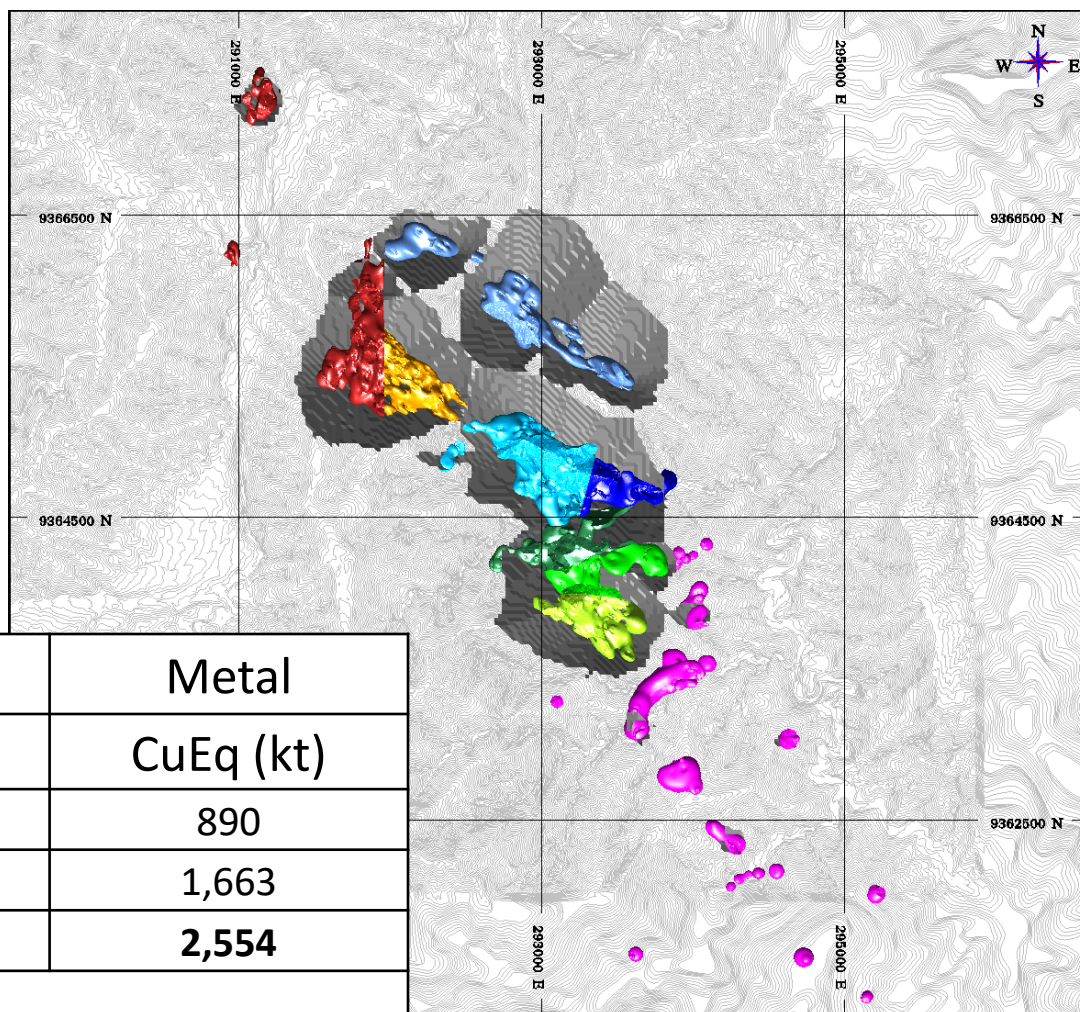 291000 E
293000 E
295000 E
N
W E
S
9366500 N
9366500 N
9364500 N
9364500 N
Metal
CuEq (kt)
890
1,663
2,554
9362500 N
293000 E
295000 E